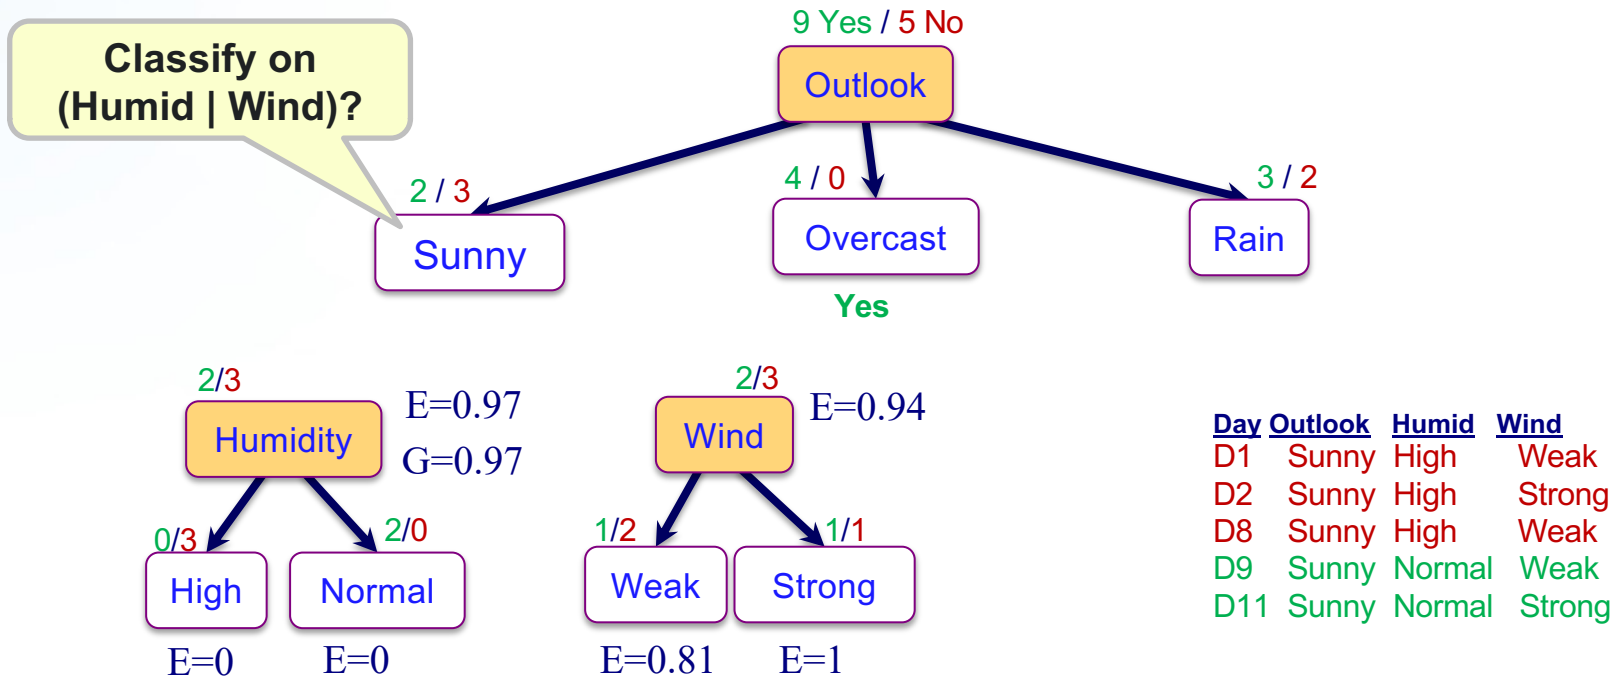 9 Yes / 5 No
Classify on
(Humid | Wind)?
Outlook
2 / 3
4 / 0
3 / 2
Sunny
Overcast
Rain
Yes
2/3
E=0.97
Humidity
G=0.97
0/3
2/0
High
Normal
E=0
E=0
2/3
E=0.94
Wind
1/2
1/1
Weak
Strong
E=0.81
E=1
Day Outlook Humid Wind
D1 Sunny High Weak
D2 Sunny High Strong
D8 Sunny High Weak
D9 Sunny Normal Weak
D11 Sunny Normal Strong